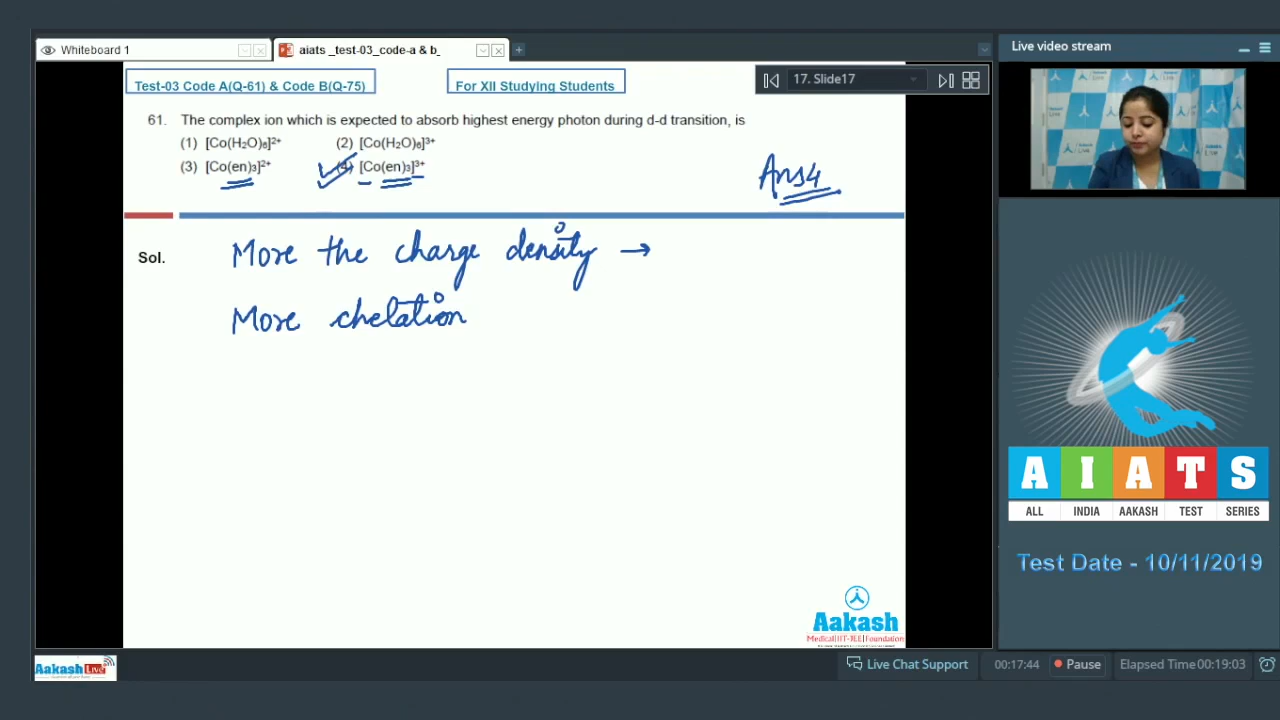 Whiteboard 1
aiats _test-03_code-a & b_
Live video stream
Test-03 Code A(Q-61) & Code B(Q-75)
For XII Studying Students
17. Slide17
61. The complex ion which is expected to absorb highest energy photon during d-d transition, is
(1) [Co(H₂O)₆]²⁺ (2) [Co(H₂O)₆]³⁺
(3) [Co(en)₃]²⁺ (4) [Co(en)₃]³⁺
Ans 4
Sol. More the charge density →
More chelation
A I A T S
ALL INDIA AAKASH TEST SERIES
Test Date - 10/11/2019
Aakash
Medical|IIT-JEE|Foundation
Aakash Live
Live Chat Support
00:17:44
Pause
Elapsed Time 00:19:03